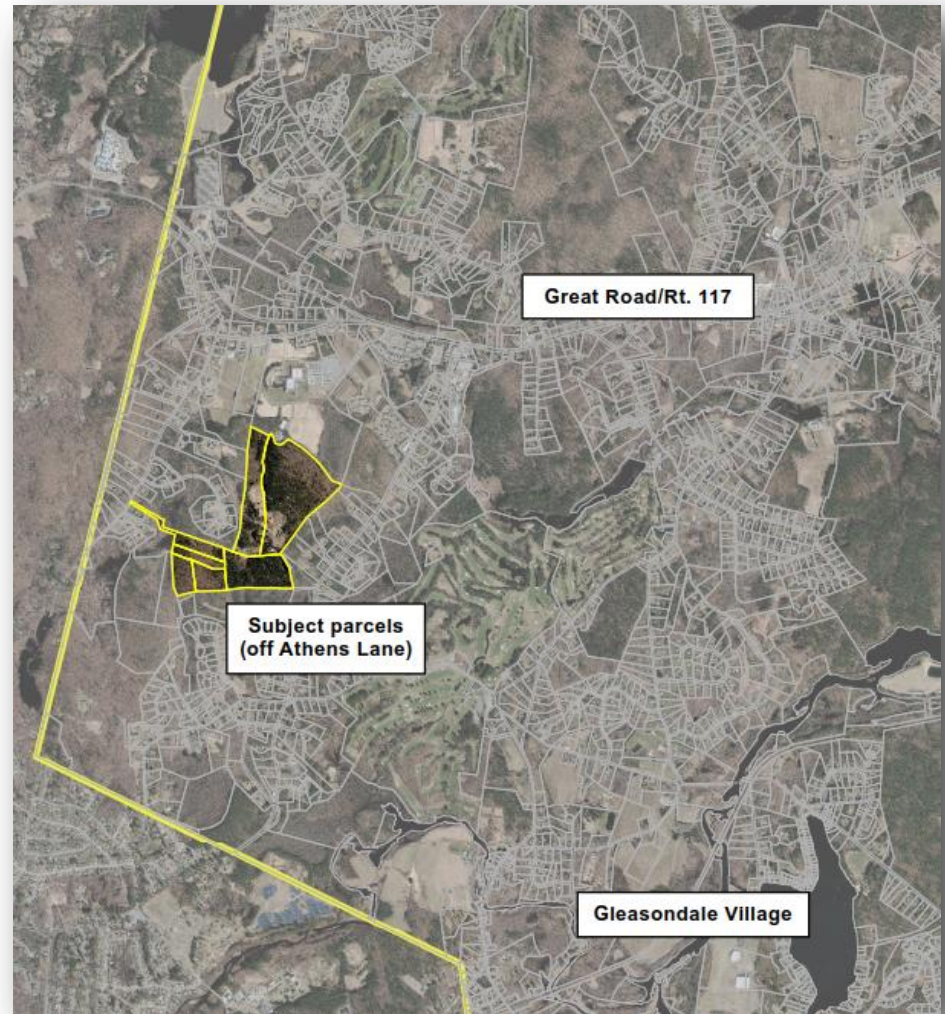 Great Road/Rt. 117
Subject parcels
(off Athens Lane)
Gleasondale Village